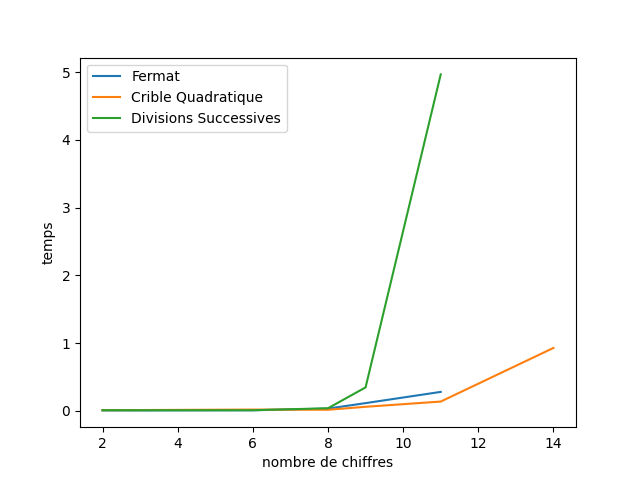 Fermat
Crible Quadratique
Divisions Successives
5
4
3
2
1
0
temps
2 4 6 8 10 12 14
nombre de chiffres